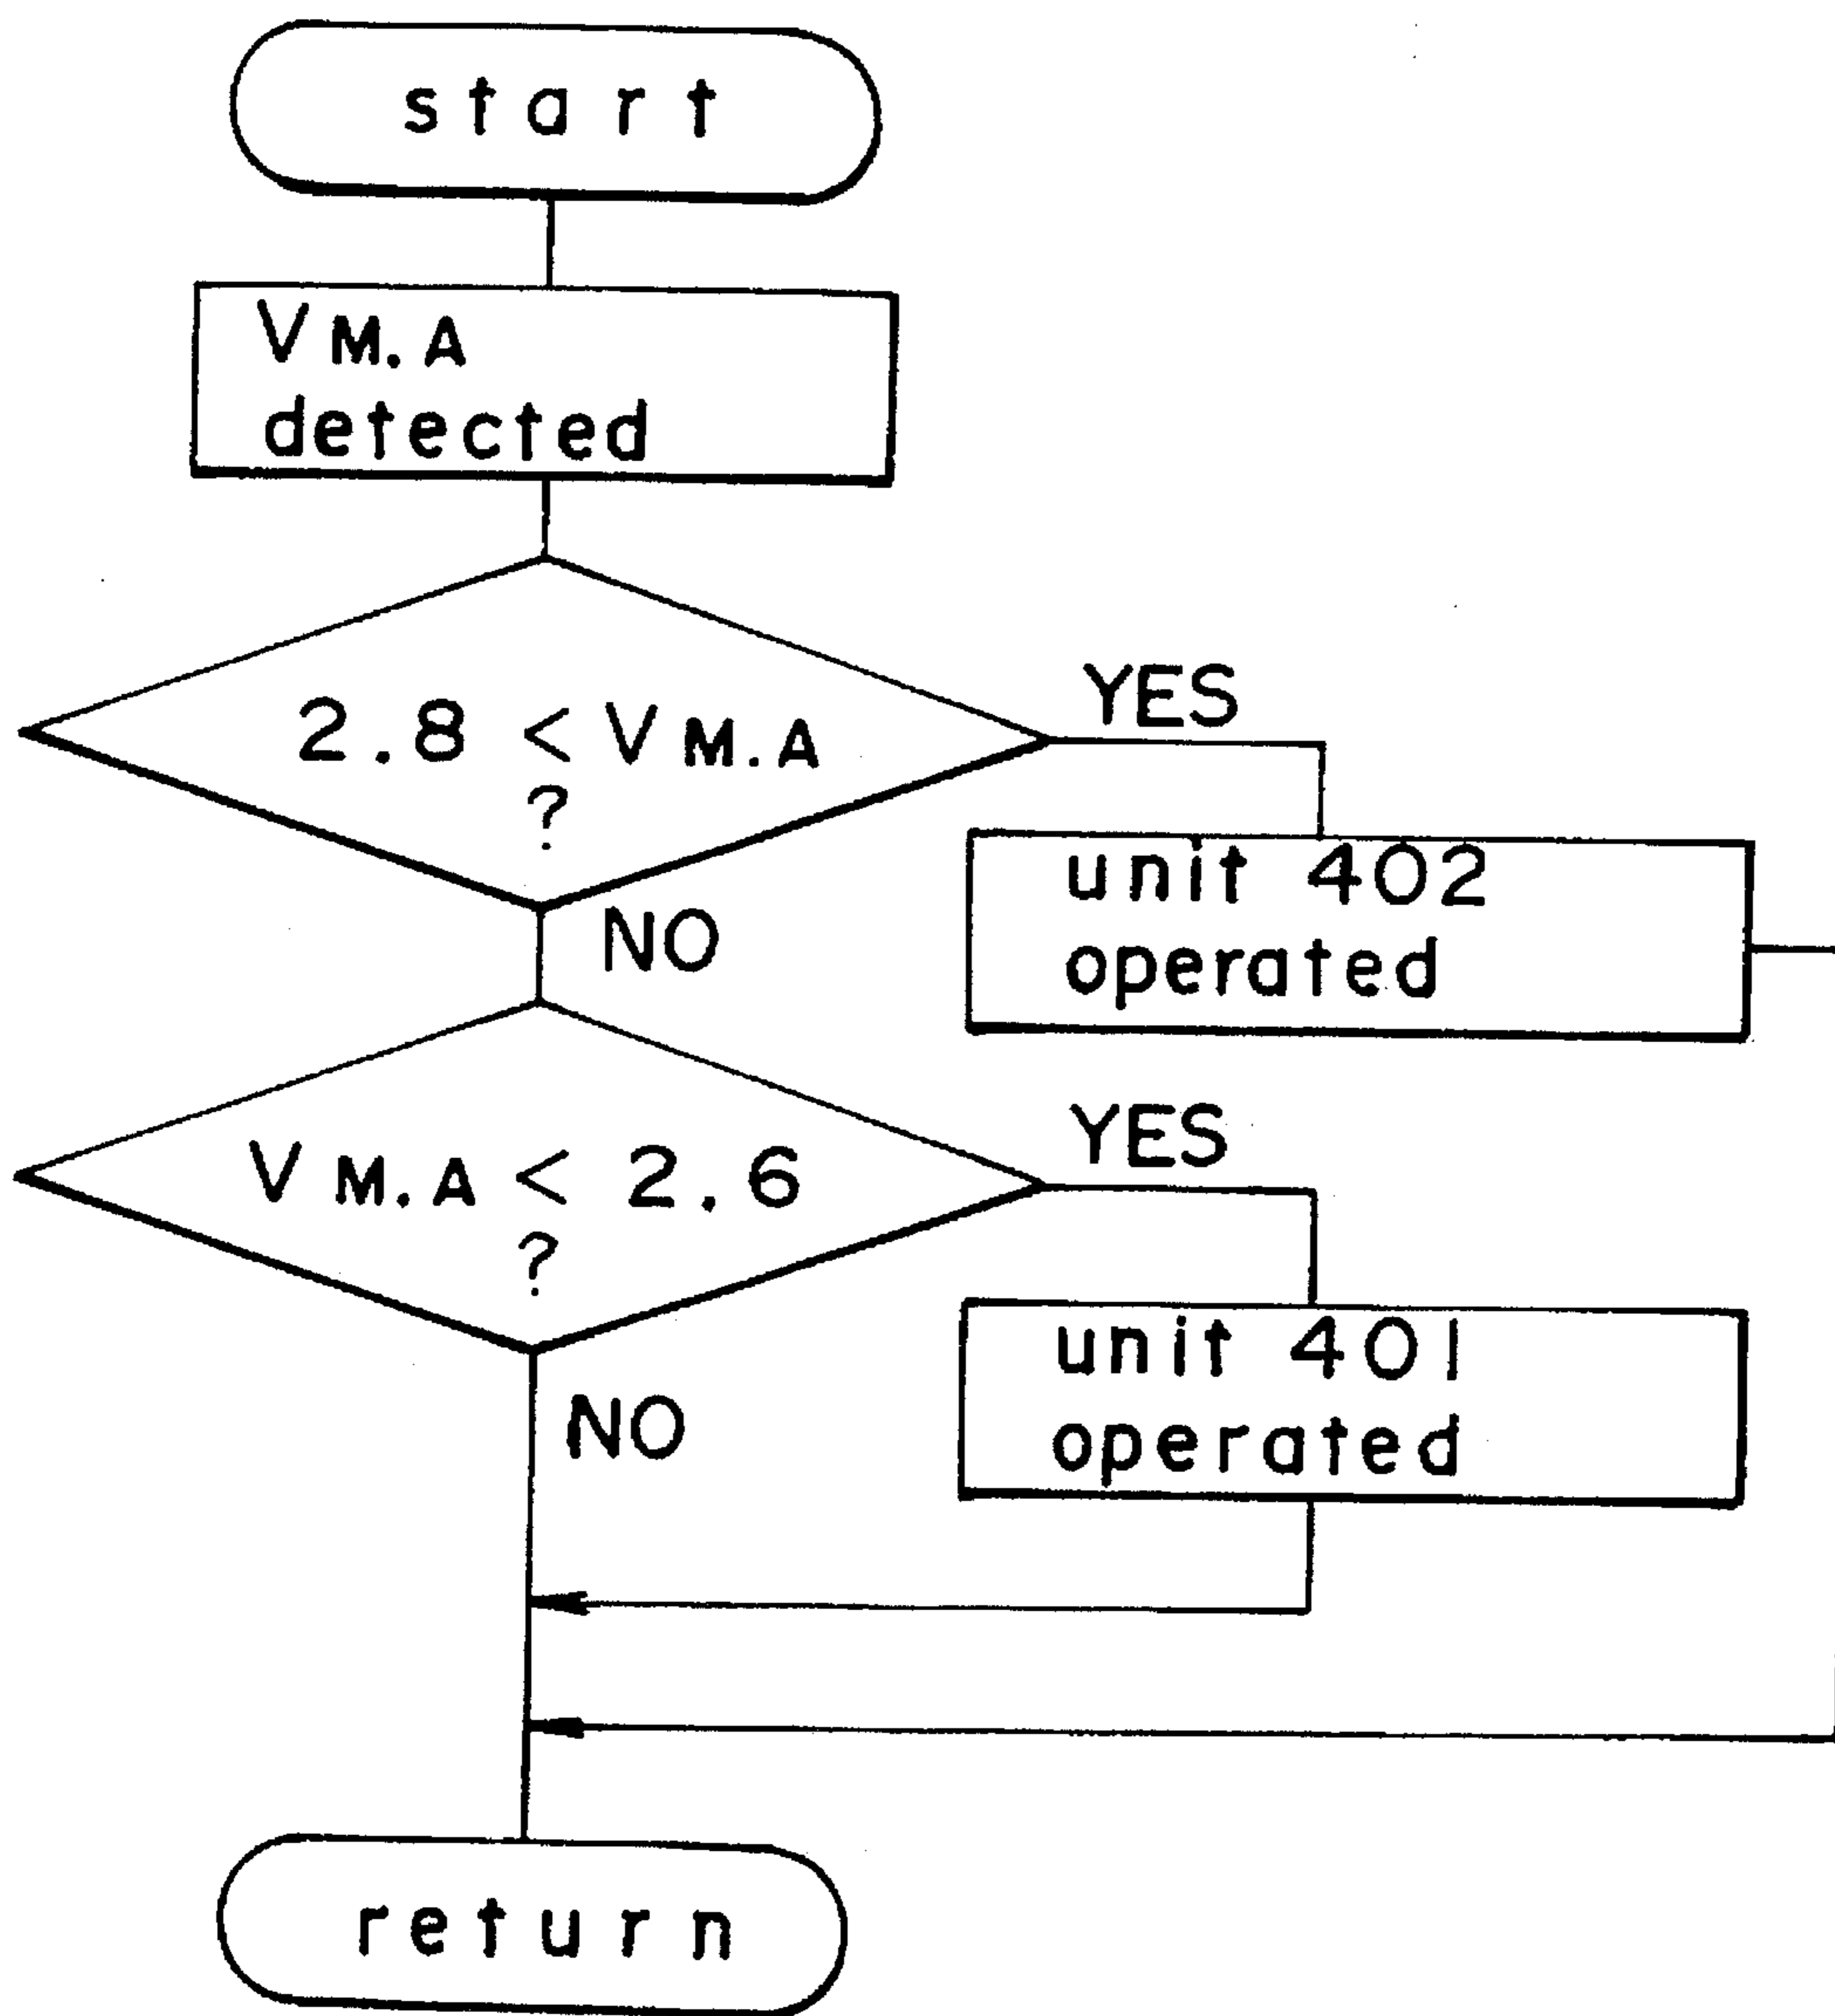 start
VM.A
detected
2.8 < VM.A
?
YES
unit 402
operated
NO
VM.A < 2.6
?
YES
unit 401
operated
NO
return